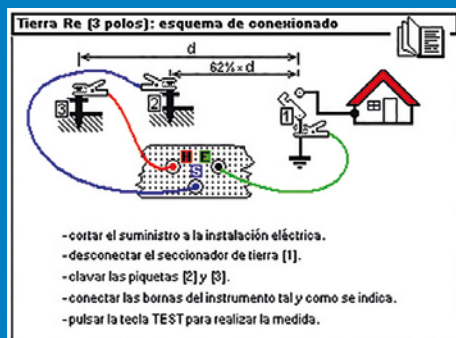 Tierra Re (3 polos): esquema de conexionado
d
62%× d
3
2
1
H E
S
-cortar el suministro a la instalación eléctrica.
-desconectar el seccionador de tierra [1].
-clavar las piquetas [2] y [3].
-conectar las bornas del instrumento tal y como se indica.
-pulsar la tecla TEST para realizar la medida.